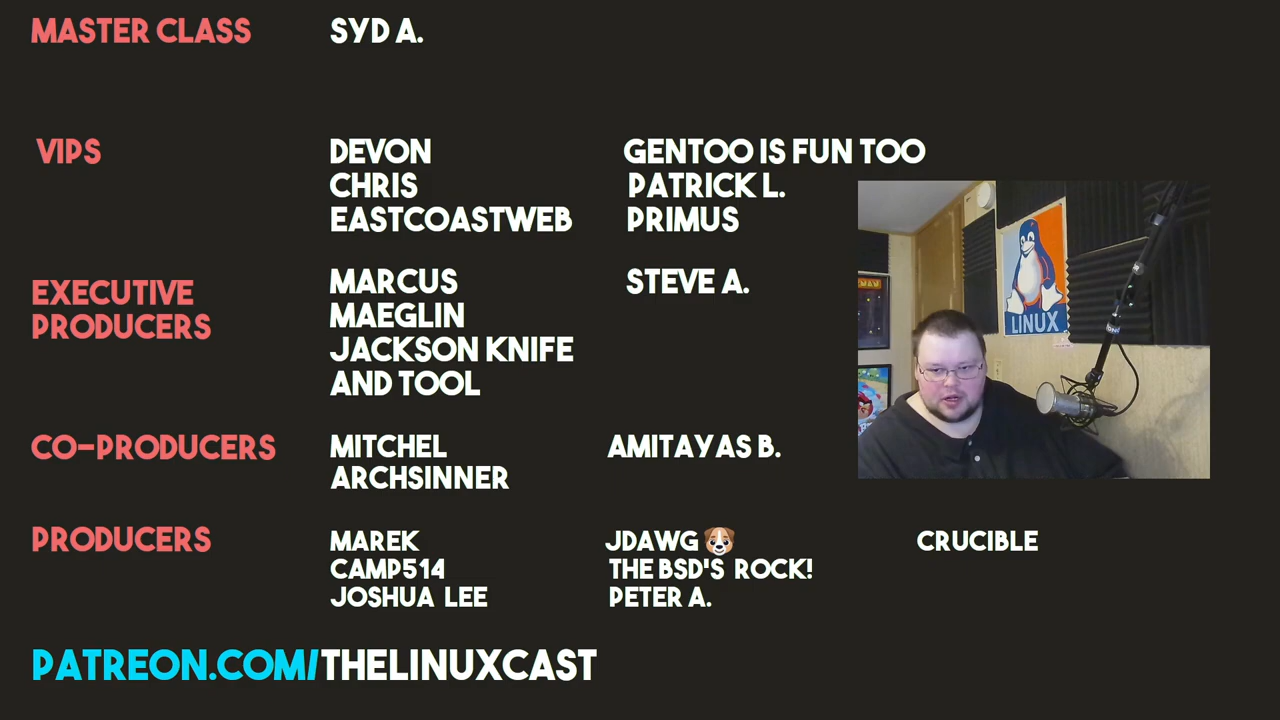 MASTER CLASS SYD A.
VIPS DEVON GENTOO IS FUN TOO
CHRIS PATRICK L.
EASTCOASTWEB PRIMUS
EXECUTIVE PRODUCERS
MARCUS STEVE A.
MAEGLIN
JACKSON KNIFE
AND TOOL
CO-PRODUCERS MITCHEL AMITAYAS B.
ARCHSINNER
PRODUCERS MAREK JDAWG🐶 CRUCIBLE
CAMP514 THE BSD'S ROCK!
JOSHUA LEE PETER A.
PATREON.COM/THELINUXCAST
LINUX